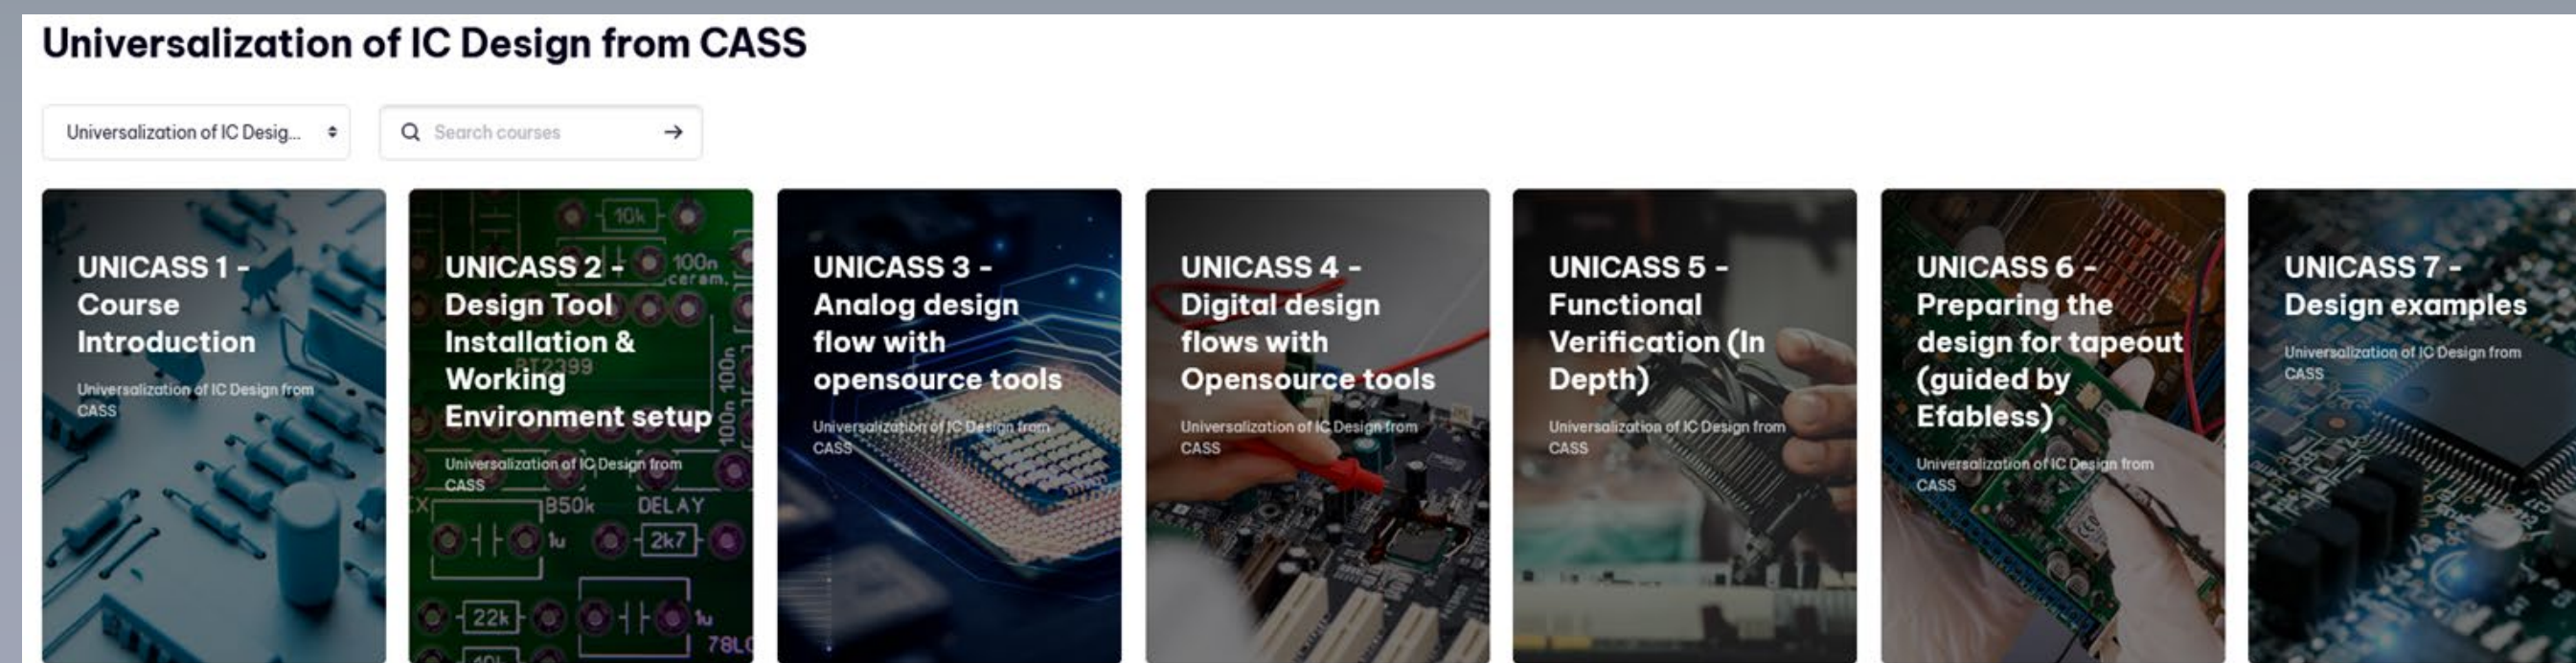 Universalization of IC Design from CASS
Universalization of IC Desig...
Search courses
UNICASS 1 -
Course
Introduction
Universalization of IC Design from
CASS
10k
100n
ceram.
UNICASS 2 -
Design Tool
Installation &
Working
Environment setup
PT2399
100n 100n
Universalization of IC Design from
CASS
B50k
DELAY
1u
2k7
22k
1u
UNICASS 3 -
Analog design
flow with
opensource tools
Universalization of IC Design from
CASS
UNICASS 4 -
Digital design
flows with
Opensource tools
Universalization of IC Design from
CASS
UNICASS 5 -
Functional
Verification (In
Depth)
Universalization of IC Design from
CASS
UNICASS 6 -
Preparing the
design for tapeout
(guided by
Efabless)
Universalization of IC Design from
CASS
UNICASS 7 -
Design examples
Universalization of IC Design from
CASS